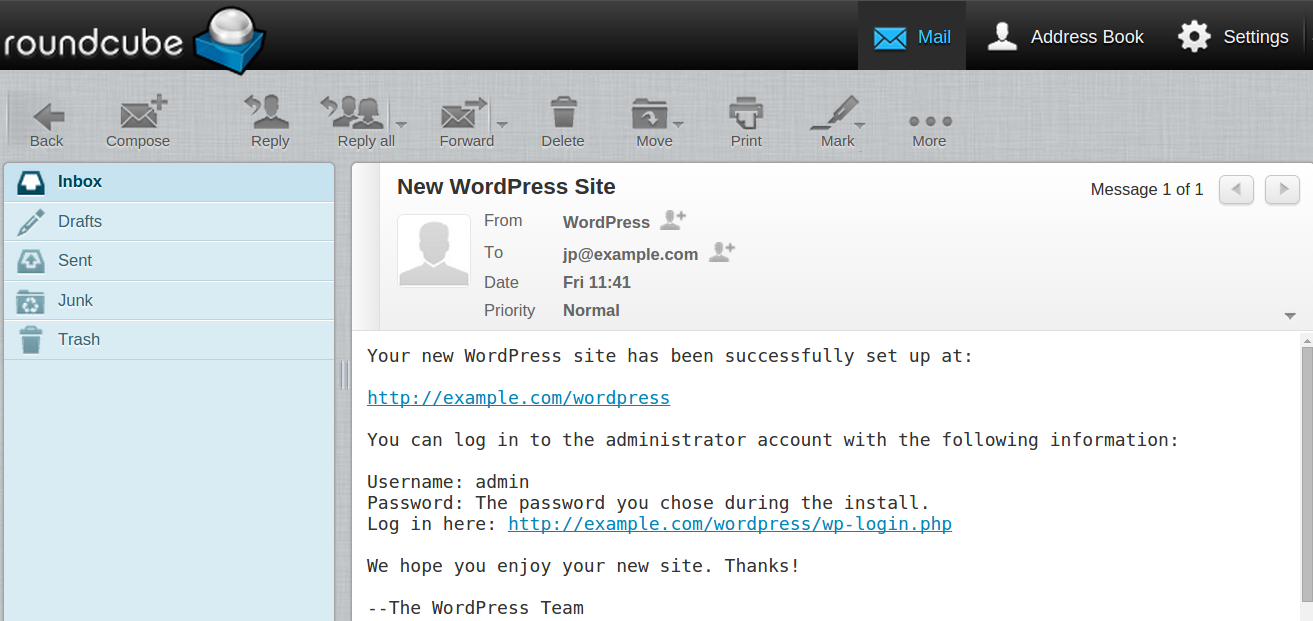 roundcube
Mail
Address Book
Settings
Back
Compose
Reply
Reply all
Forward
Delete
Move
Print
Mark
More
Inbox
Drafts
Sent
Junk
Trash
New WordPress Site
Message 1 of 1
From WordPress
To jp@example.com
Date Fri 11:41
Priority Normal
Your new WordPress site has been successfully set up at:
http://example.com/wordpress
You can log in to the administrator account with the following information:
Username: admin
Password: The password you chose during the install.
Log in here: http://example.com/wordpress/wp-login.php
We hope you enjoy your new site. Thanks!
--The WordPress Team